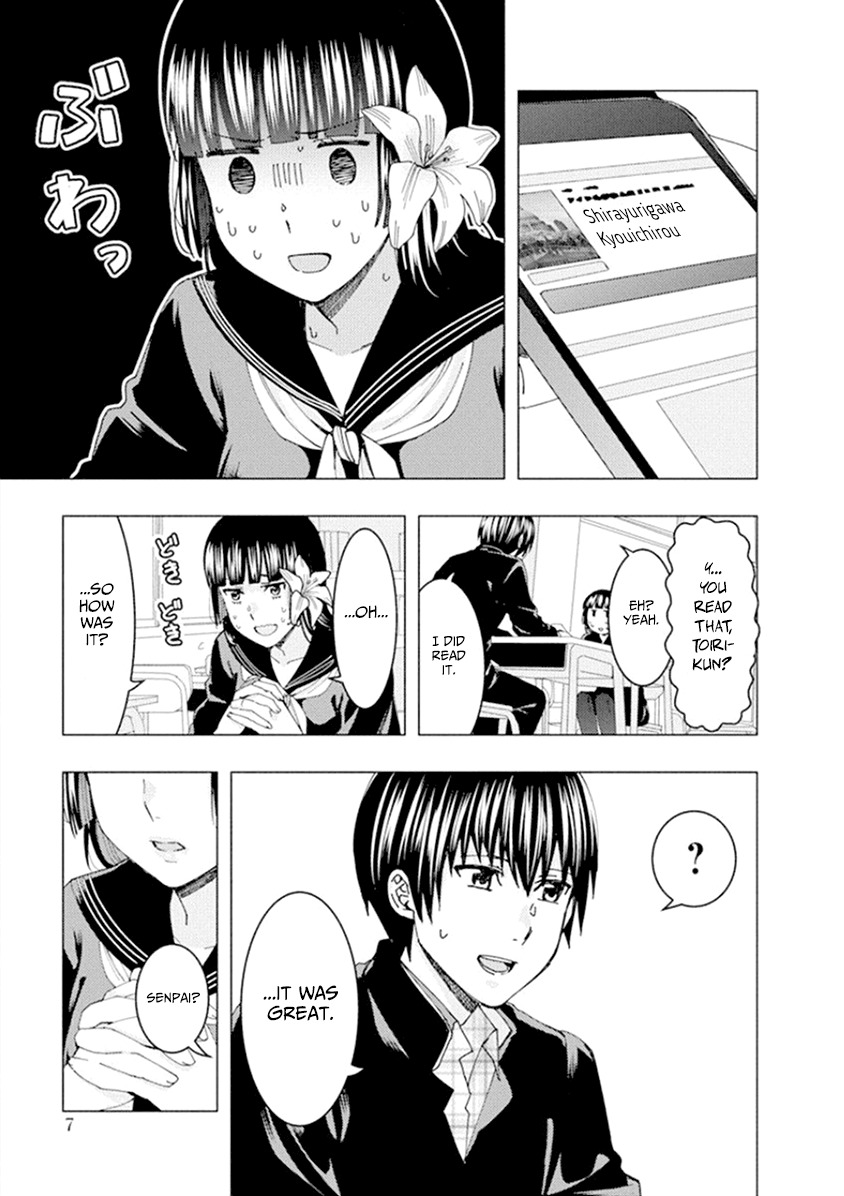 Shirayurigawa
Kyouichirou
ぶわっ
Y...
YOU
READ
THAT,
TOIRI-
KUN?
EH?
YEAH.
I DID
READ
IT.
...OH...
どき どき
...SO
HOW
WAS
IT?
?
...IT WAS
GREAT.
SENPAI?
7